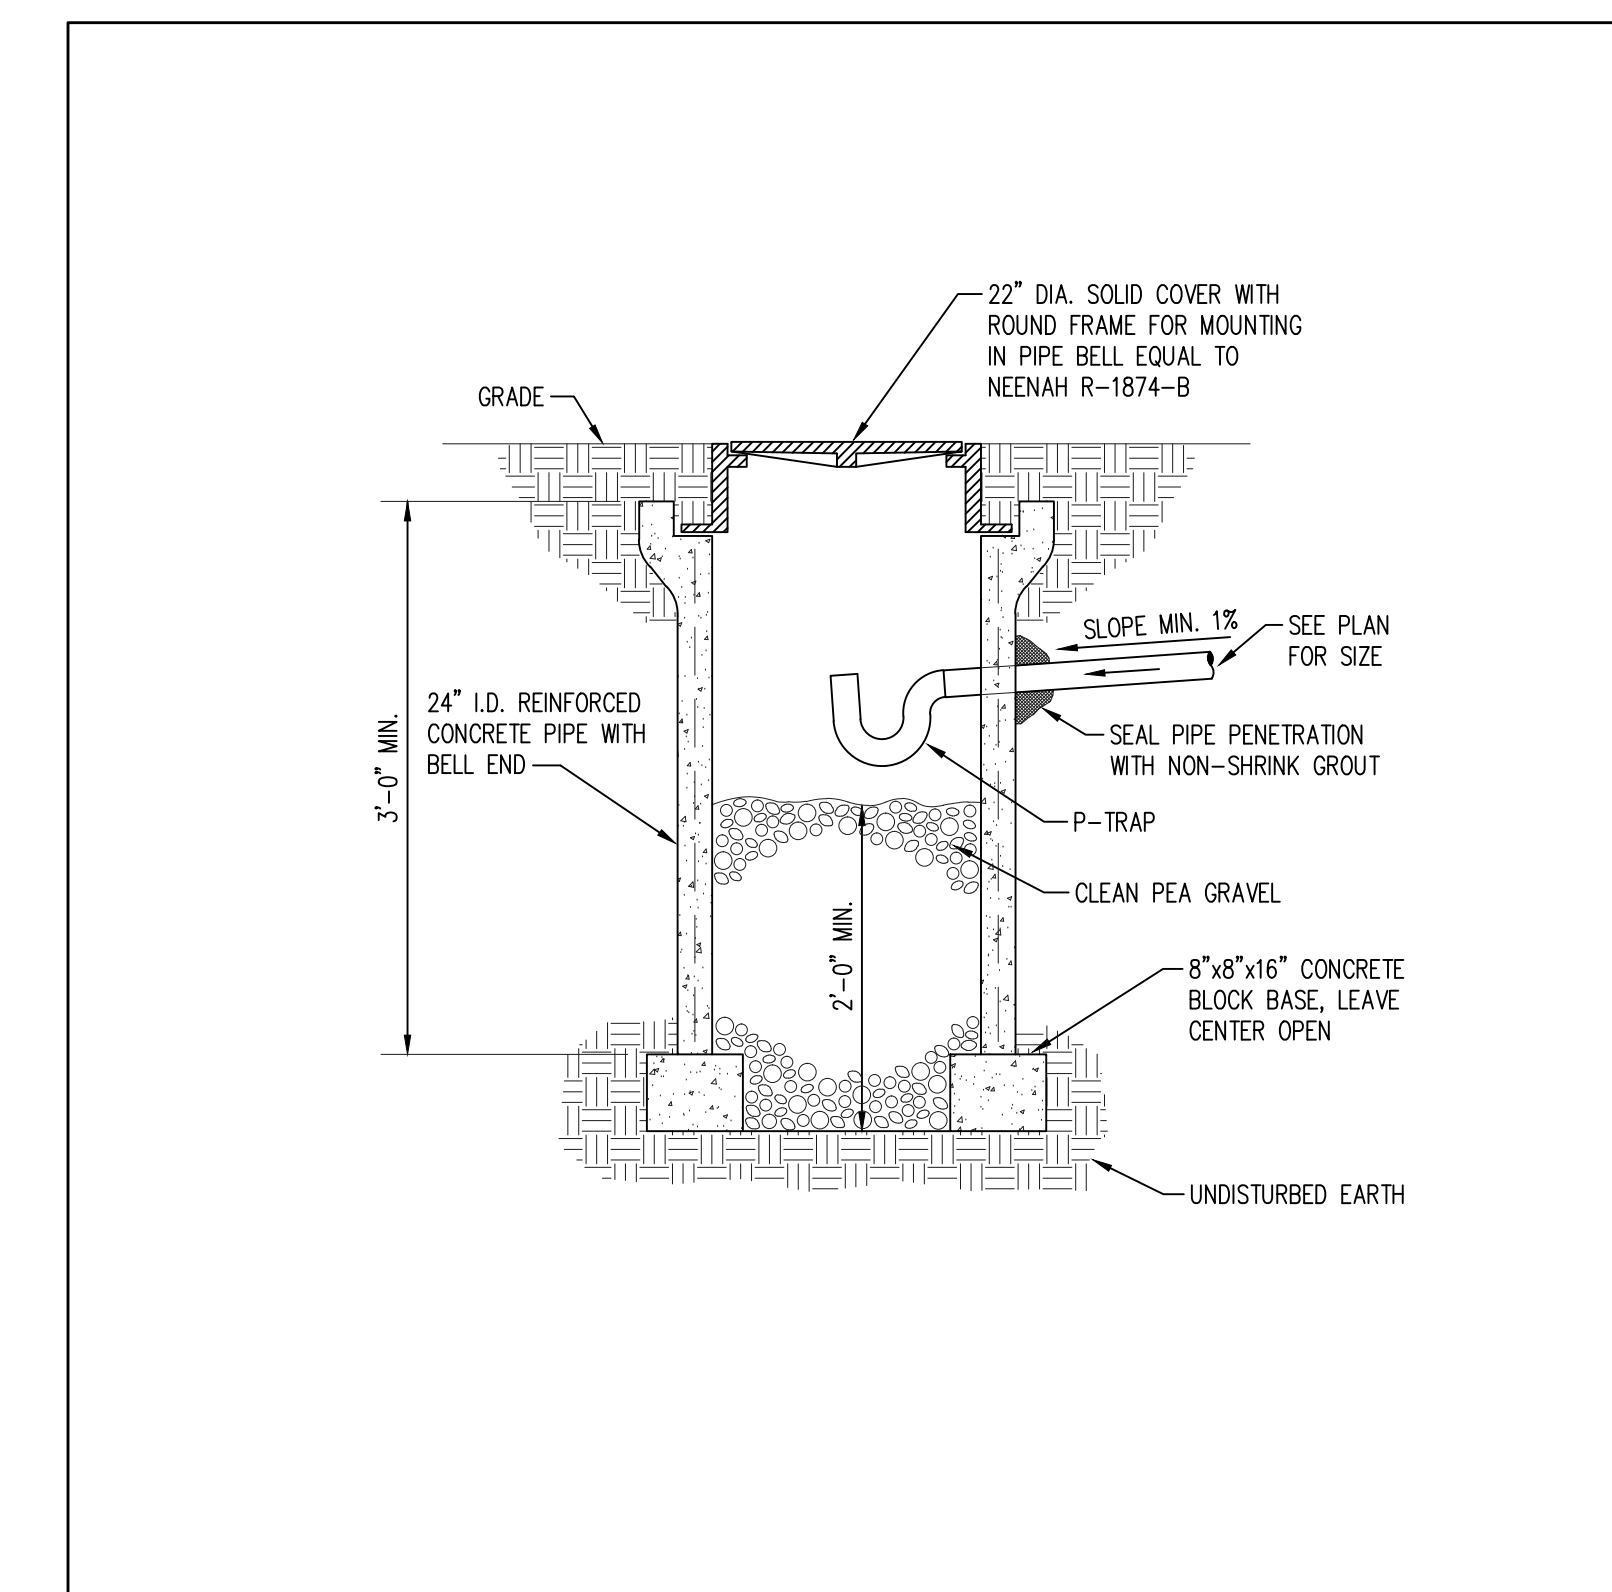 22” DIA. SOLID COVER WITH
ROUND FRAME FOR MOUNTING
IN PIPE BELL EQUAL TO
NEENAH R-1874-B
GRADE
SLOPE MIN. 1%
SEE PLAN
FOR SIZE
24” I.D. REINFORCED
CONCRETE PIPE WITH
BELL END
3'-0” MIN.
SEAL PIPE PENETRATION
WITH NON-SHRINK GROUT
P-TRAP
CLEAN PEA GRAVEL
2'-0” MIN.
8”x8”x16” CONCRETE
BLOCK BASE, LEAVE
CENTER OPEN
UNDISTURBED EARTH